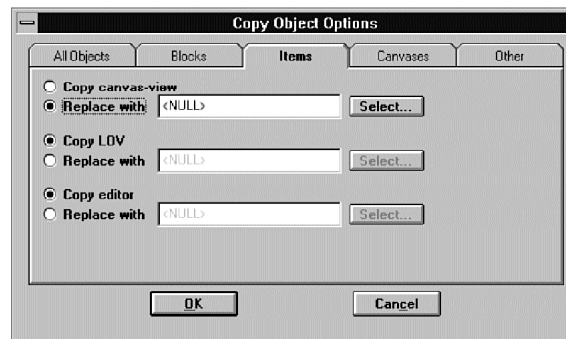 Copy Object Options
All Objects Blocks Items Canvases Other
Copy canvas-view
Replace with <NULL> Select...
Copy LOV
Replace with <NULL> Select...
Copy editor
Replace with <NULL> Select...
OK Cancel